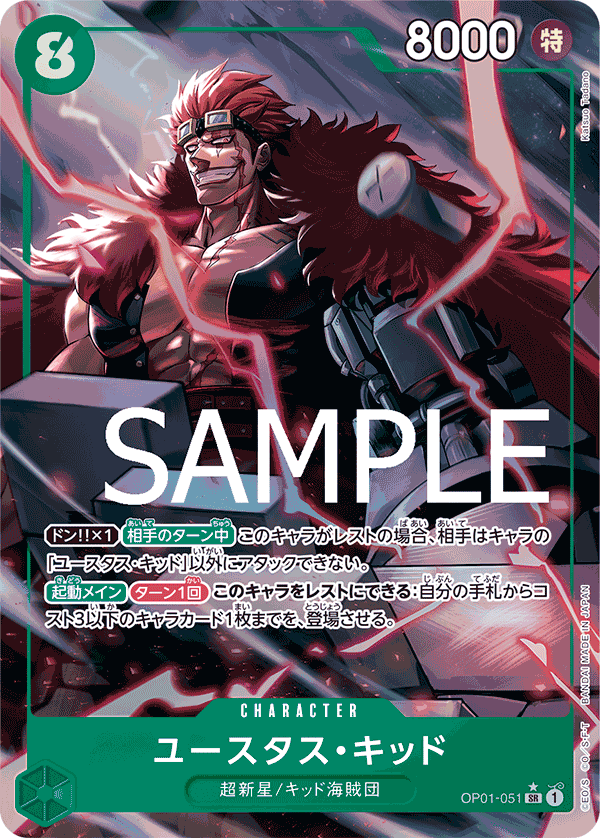 8
8000 特
Katsuo Tadano
SAMPLE
ドン!!×1 相手のターン中 このキャラがレストの場合、相手はキャラの
「ユースタス・キッド」以外にアタックできない。
起動メイン ターン1回 このキャラをレストにできる:自分の手札からコ
スト3以下のキャラカード1枚までを、登場させる。
CHARACTER
ユースタス・キッド
超新星/キッド海賊団
OP01-051 SR 1
©EO/S ©O/S･F･T BANDAI MADE IN JAPAN